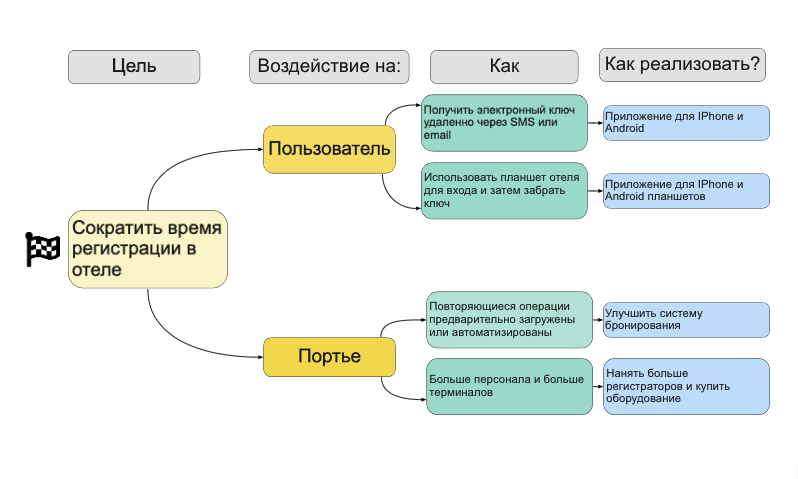 Цель
Воздействие на:
Как
Как реализовать?
Сократить время
регистрации в
отеле
Пользователь
Получить электронный ключ
удаленно через SMS или
email
Приложение для IPhone и
Android
Использовать планшет отеля
для входа и затем забрать
ключ
Приложение для IPhone и
Android планшетов
Портье
Повторяющиеся операции
предварительно загружены
или автоматизированы
Улучшить систему
бронирования
Больше персонала и больше
терминалов
Нанять больше
регистраторов и купить
оборудование